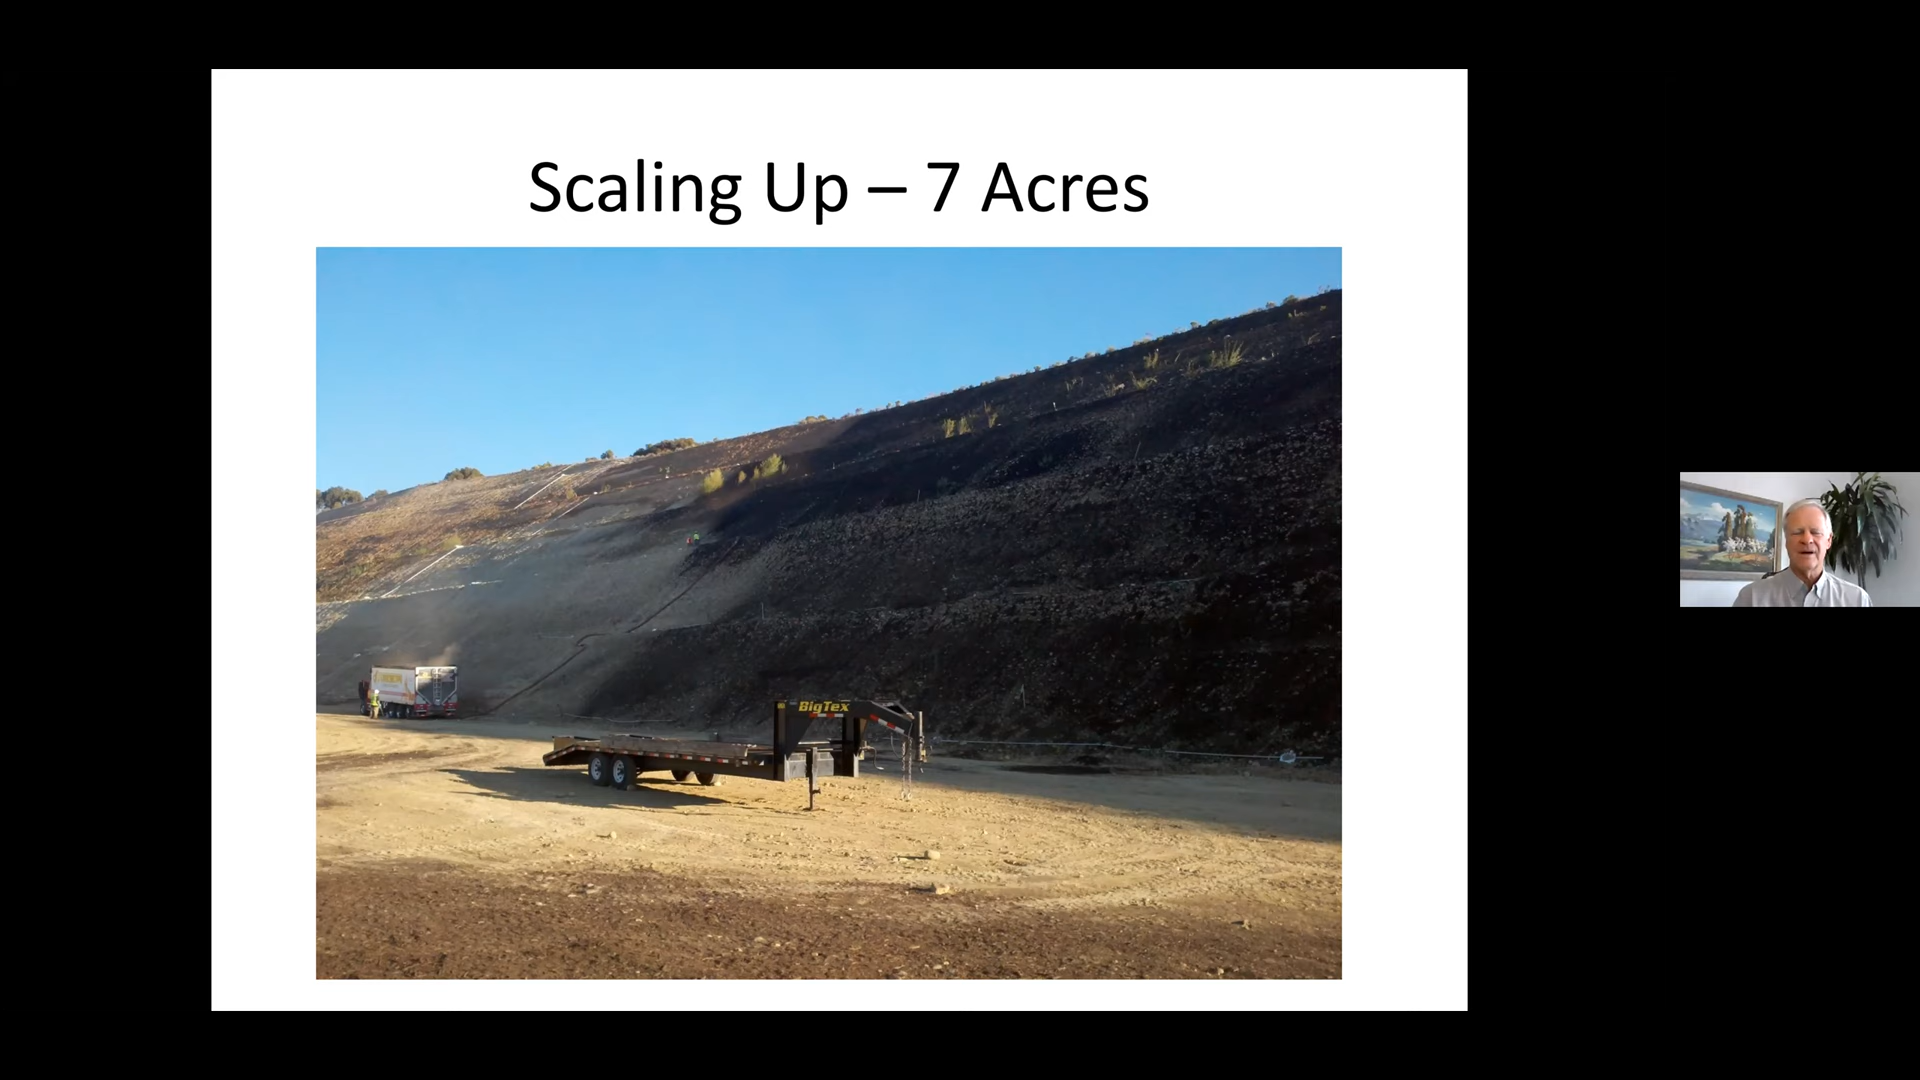 Scaling Up – 7 Acres
BigTex